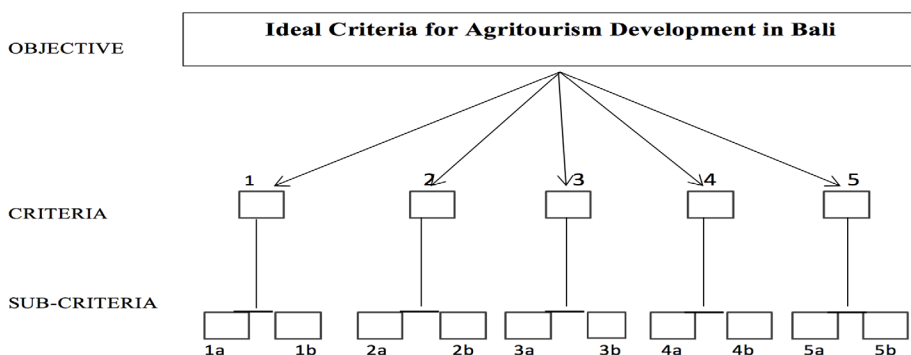 Ideal Criteria for Agritourism Development in Bali
OBJECTIVE
1 2 3 4 5
CRITERIA
SUB-CRITERIA
1a 1b 2a 2b 3a 3b 4a 4b 5a 5b